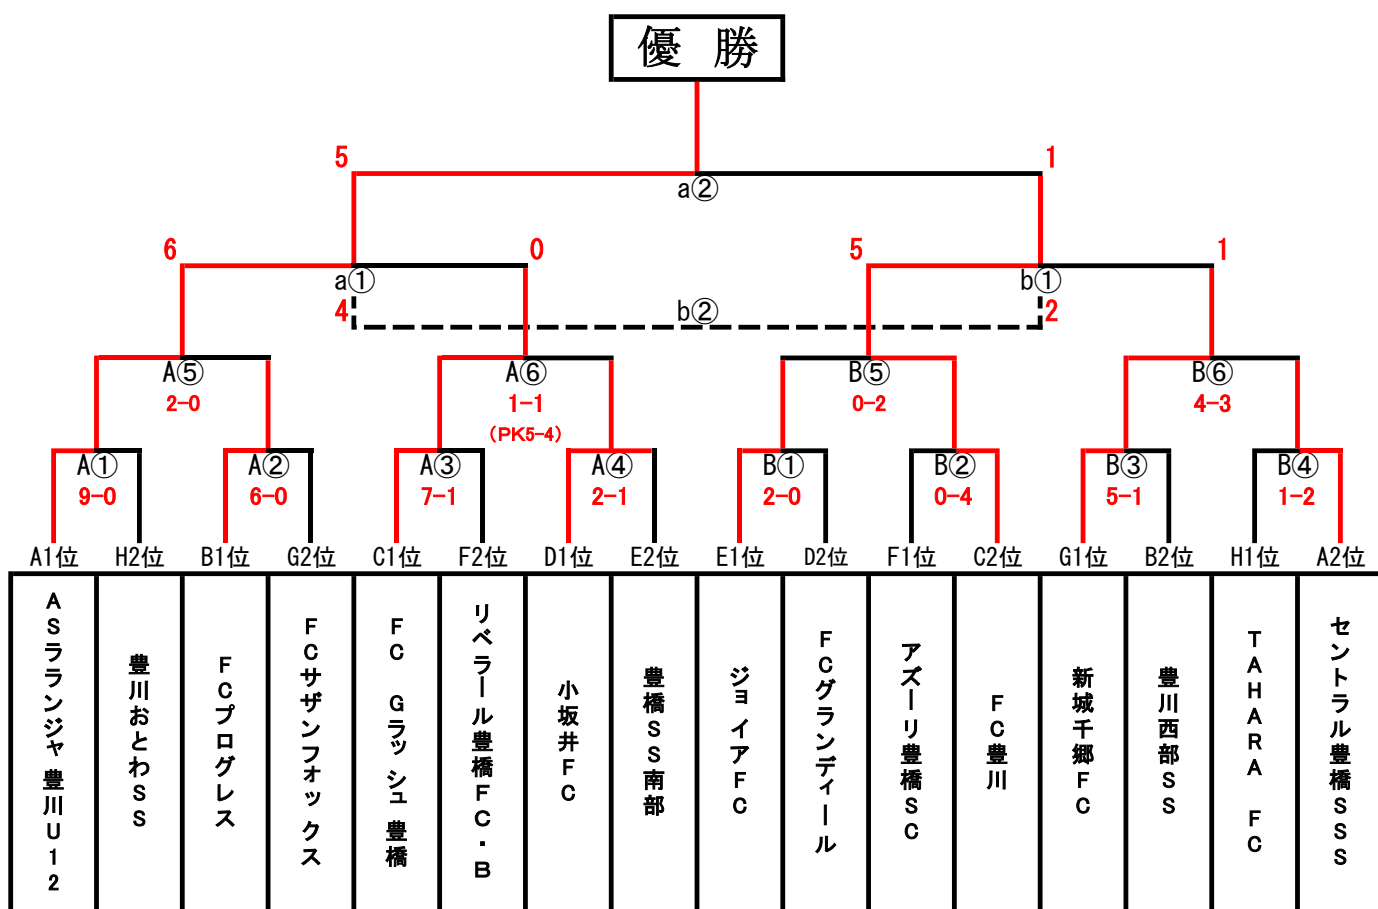 優 勝
5
1
a②
6
0
5
1
a①
b①
4
b②
2
A⑤
A⑥
B⑤
B⑥
2-0
1-1
0-2
4-3
(PK5-4)
A①
A②
A③
A④
B①
B②
B③
B④
9-0
6-0
7-1
2-1
2-0
0-4
5-1
1-2
A1位
H2位
B1位
G2位
C1位
F2位
D1位
E2位
E1位
D2位
F1位
C2位
G1位
B2位
H1位
A2位
ASラランジャ豊川U12
豊川おとわSS
FCプログレス
FCサザンフォックス
FC Gラッシュ豊橋
リベラール豊橋FC・B
小坂井FC
豊橋SS南部
ジョイアFC
FCグランディール
アズーリ豊橋SC
FC豊川
新城千郷FC
豊川西部SS
TAHARA FC
セントラル豊橋SSS